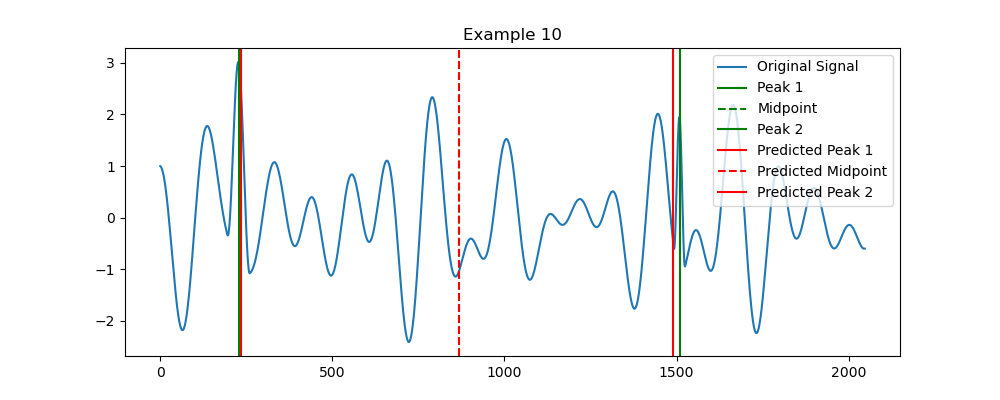 Example 10
3
2
1
0
−1
−2
0
500
1000
1500
2000
Original Signal
Peak 1
Midpoint
Peak 2
Predicted Peak 1
Predicted Midpoint
Predicted Peak 2